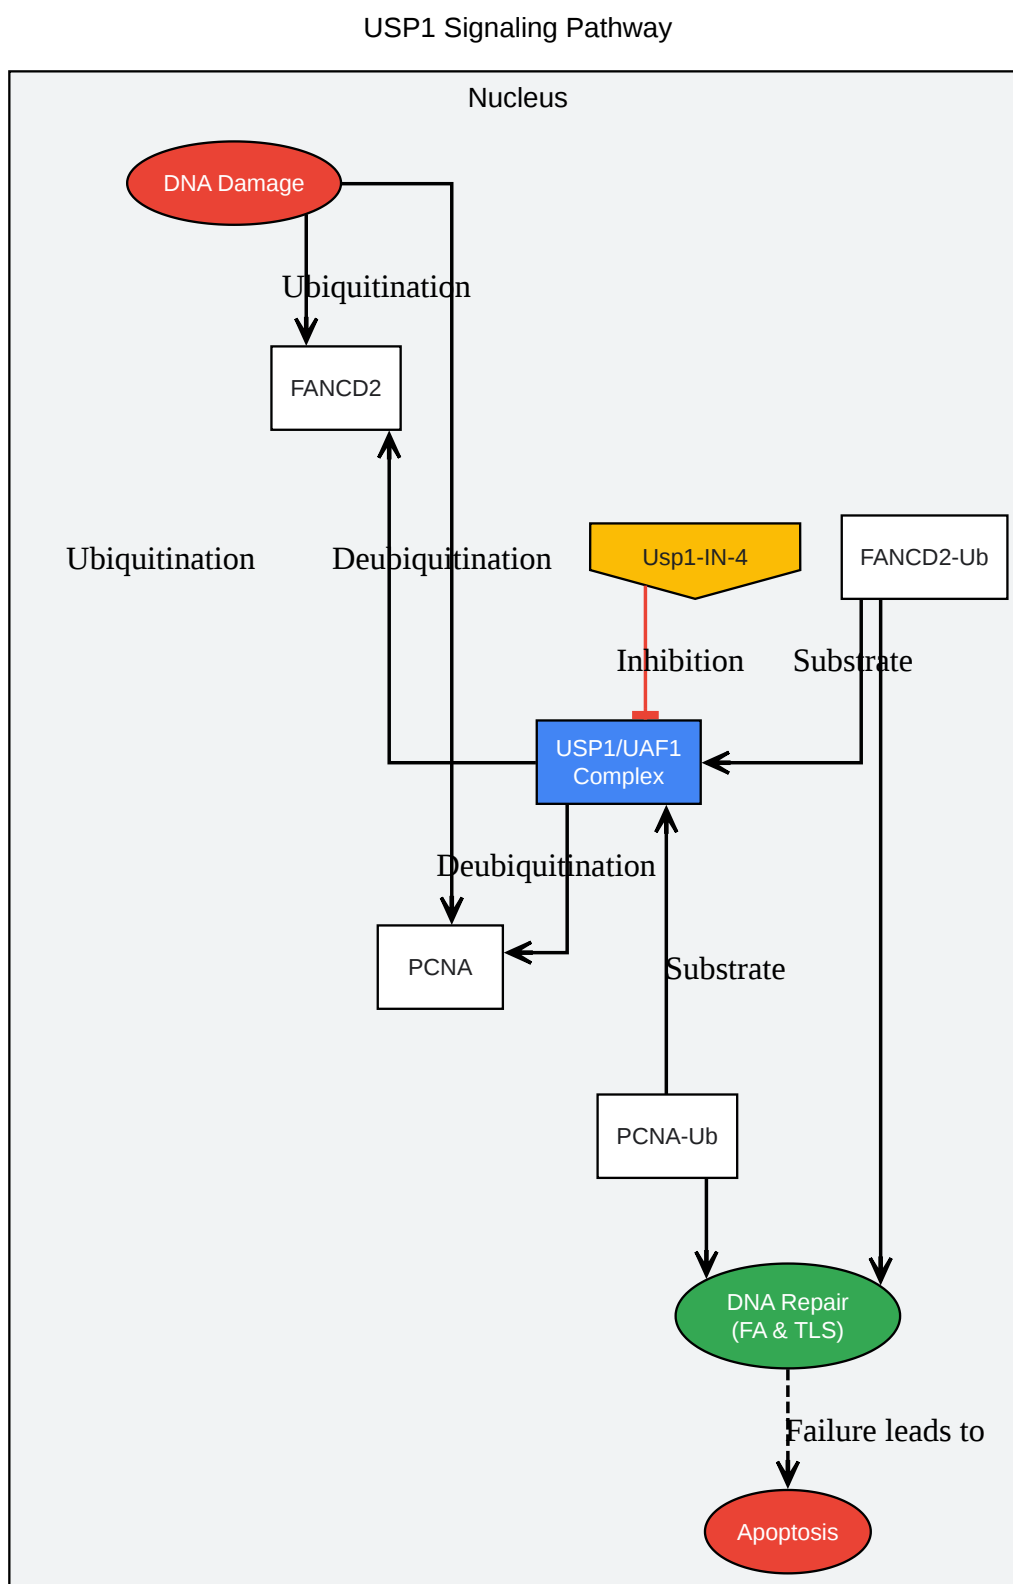 USP1 Signaling Pathway
Nucleus
DNA Damage
Ubiquitination
FANCD2
Ubiquitination
Deubiquitination
Usp1-IN-4
FANCD2-Ub
Inhibition
Substrate
USP1/UAF1
Complex
Deubiquitination
PCNA
Substrate
PCNA-Ub
DNA Repair
(FA & TLS)
Failure leads to
Apoptosis